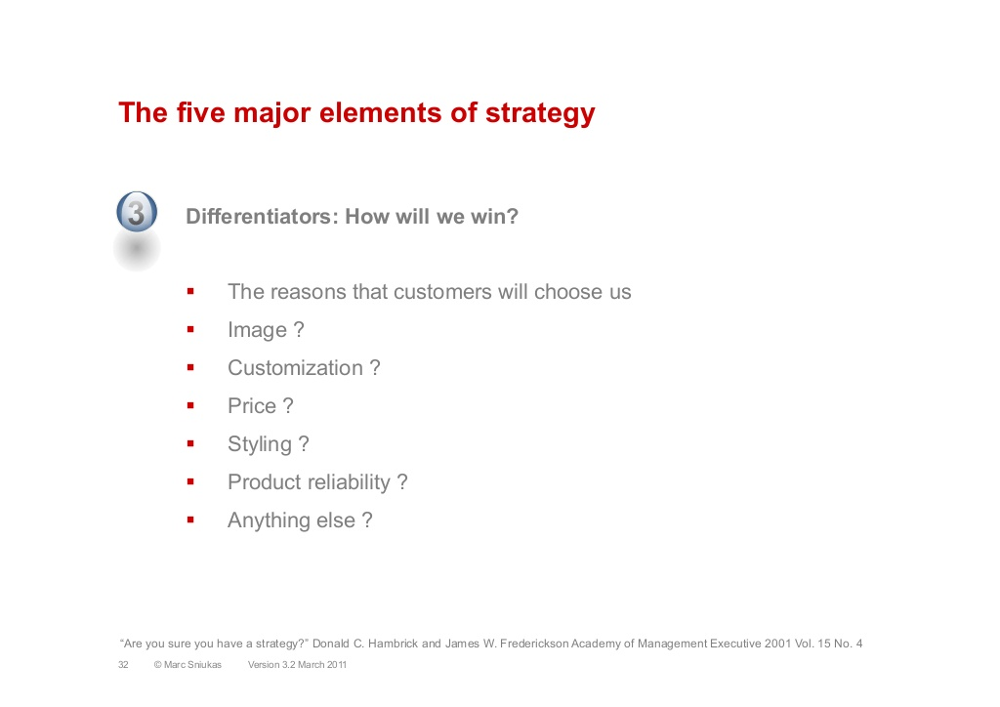 The five major elements of strategy
3
Differentiators: How will we win?
▪ The reasons that customers will choose us
▪ Image ?
▪ Customization ?
▪ Price ?
▪ Styling ?
▪ Product reliability ?
▪ Anything else ?
“Are you sure you have a strategy?” Donald C. Hambrick and James W. Frederickson Academy of Management Executive 2001 Vol. 15 No. 4
32 © Marc Sniukas Version 3.2 March 2011